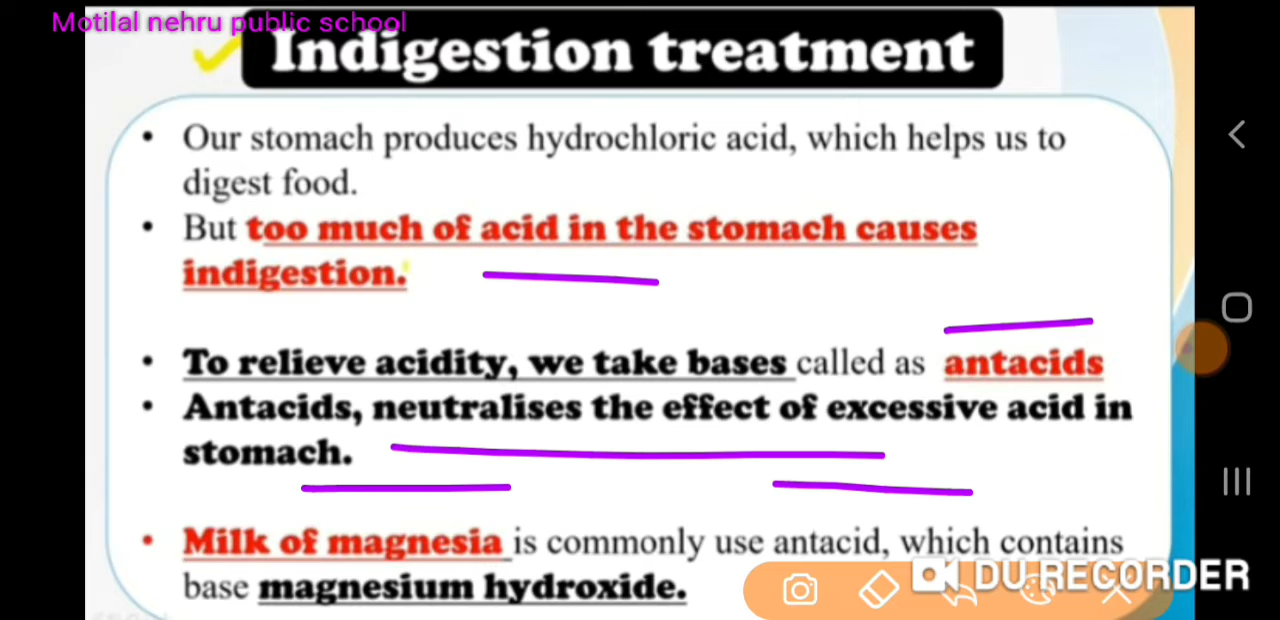 Motilal nehru public school
Indigestion treatment
• Our stomach produces hydrochloric acid, which helps us to
digest food.
• But too much of acid in the stomach causes
indigestion.
• To relieve acidity, we take bases called as antacids
• Antacids, neutralises the effect of excessive acid in
stomach.
• Milk of magnesia is commonly use antacid, which contains
base magnesium hydroxide.
DU RECORDER